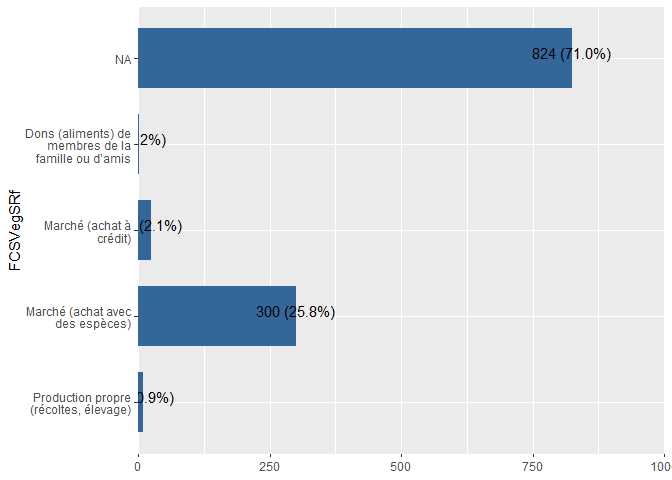 FCSVegSRf
NA
824 (71.0%)
Dons (aliments) de
membres de la
famille ou d'amis
2%)
Marché (achat à
crédit)
(2.1%)
Marché (achat avec
des espèces)
300 (25.8%)
Production propre
(récoltes, élevage)
0.9%)
0 250 500 750 100